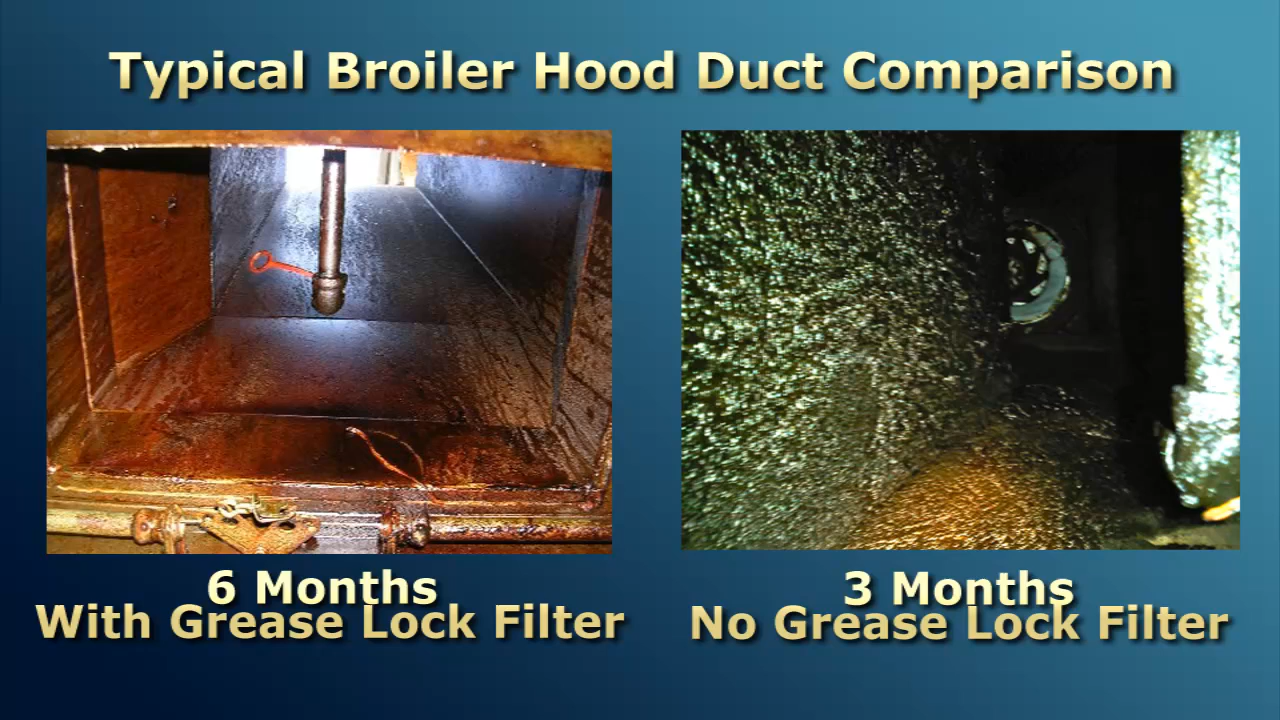 Typical Broiler Hood Duct Comparison
6 Months
With Grease Lock Filter
3 Months
No Grease Lock Filter